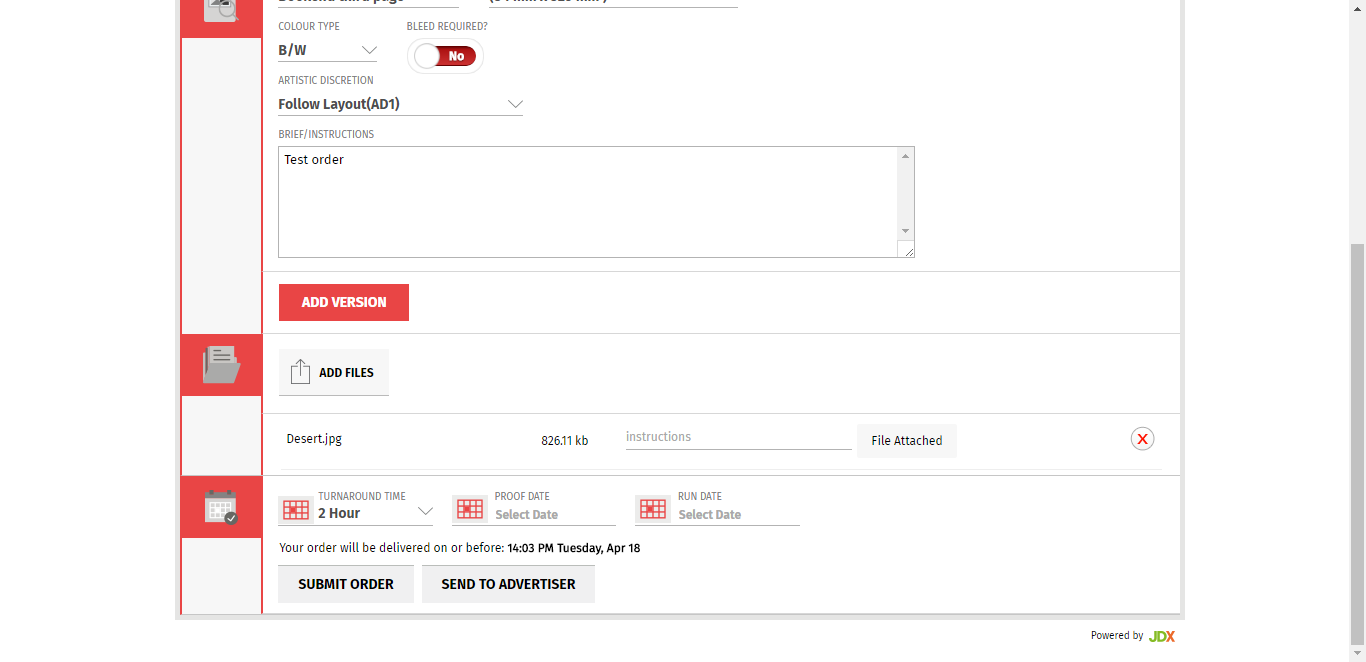 COLOUR TYPE BLEED REQUIRED?
B/W No
ARTISTIC DISCRETION
Follow Layout(AD1)
BRIEF/INSTRUCTIONS
Test order
ADD VERSION
ADD FILES
Desert.jpg 826.11 kb instructions File Attached X
TURNAROUND TIME PROOF DATE RUN DATE
2 Hour Select Date Select Date
Your order will be delivered on or before: 14:03 PM Tuesday, Apr 18
SUBMIT ORDER SEND TO ADVERTISER
Powered by JDX